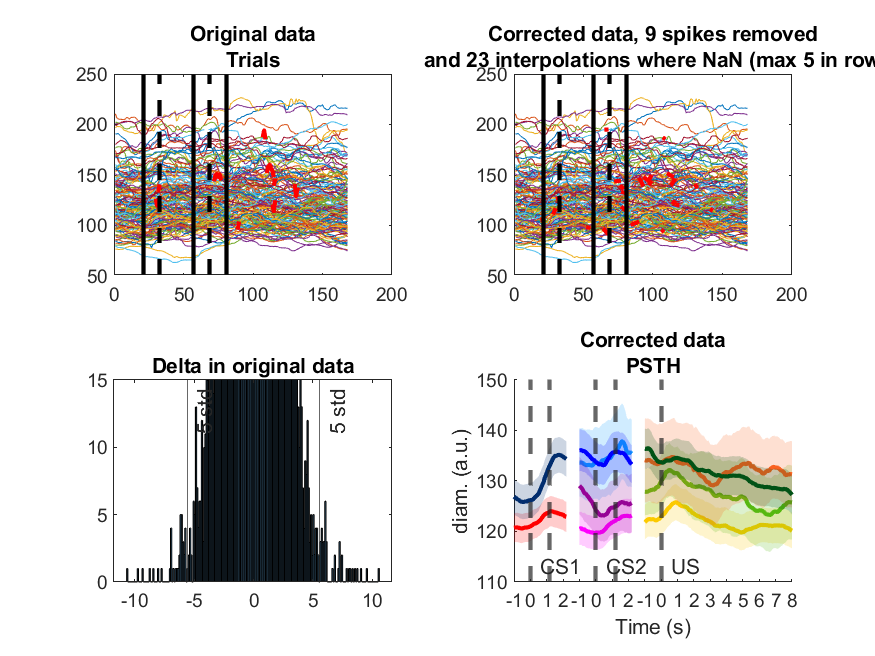 Original data
Trials
250
200
150
100
50
0 50 100 150 200
Corrected data, 9 spikes removed
and 23 interpolations where NaN (max 5 in row
250
200
150
100
50
0 50 100 150 200
Delta in original data
15
10
5
0
5 std
5 std
-10 -5 0 5 10
Corrected data
PSTH
diam. (a.u.)
150
140
130
120
110
CS1 CS2 US
-1 0 1 2 -1 0 1 2 -1 0 1 2 3 4 5 6 7 8
Time (s)